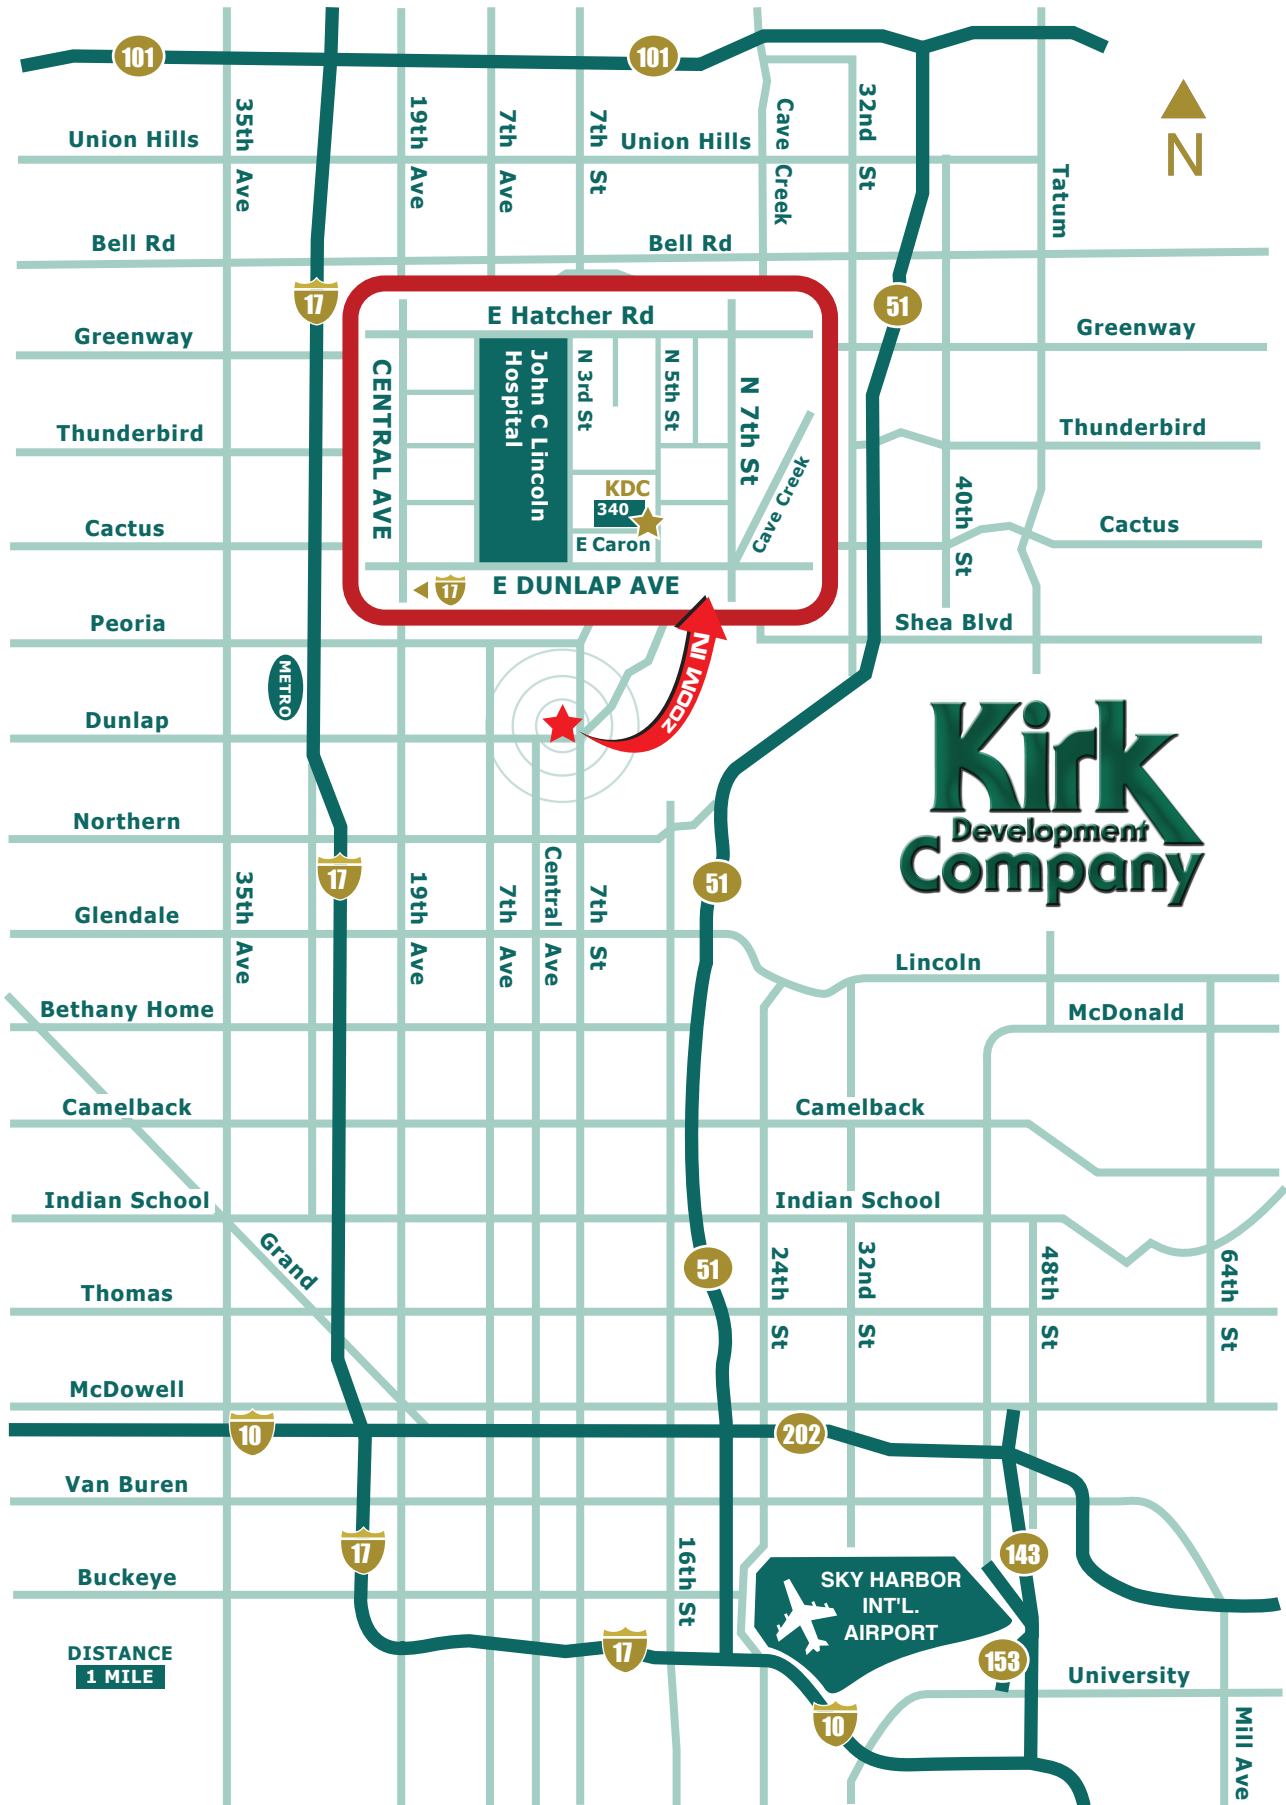 101
101
35th Ave
19th Ave
7th Ave
7th St
Cave Creek
32nd St
Tatum
N
Union Hills
Union Hills
Bell Rd
Bell Rd
17
51
Greenway
Greenway
Thunderbird
Thunderbird
Cactus
Cactus
40th St
Peoria
Shea Blvd
E Hatcher Rd
CENTRAL AVE
John C Lincoln
Hospital
N 3rd St
N 5th St
N 7th St
Cave Creek
KDC
340
E Caron
17
E DUNLAP AVE
METRO
ZOOM IN
Dunlap
Kirk
Development
Company
Northern
17
51
35th Ave
19th Ave
7th Ave
Central Ave
7th St
Glendale
Lincoln
Bethany Home
McDonald
Camelback
Camelback
Indian School
Indian School
Grand
51
24th St
32nd St
48th St
64th St
Thomas
McDowell
10
202
Van Buren
17
143
16th St
Buckeye
SKY HARBOR
INT'L.
AIRPORT
DISTANCE
1 MILE
17
153
University
10
Mill Ave